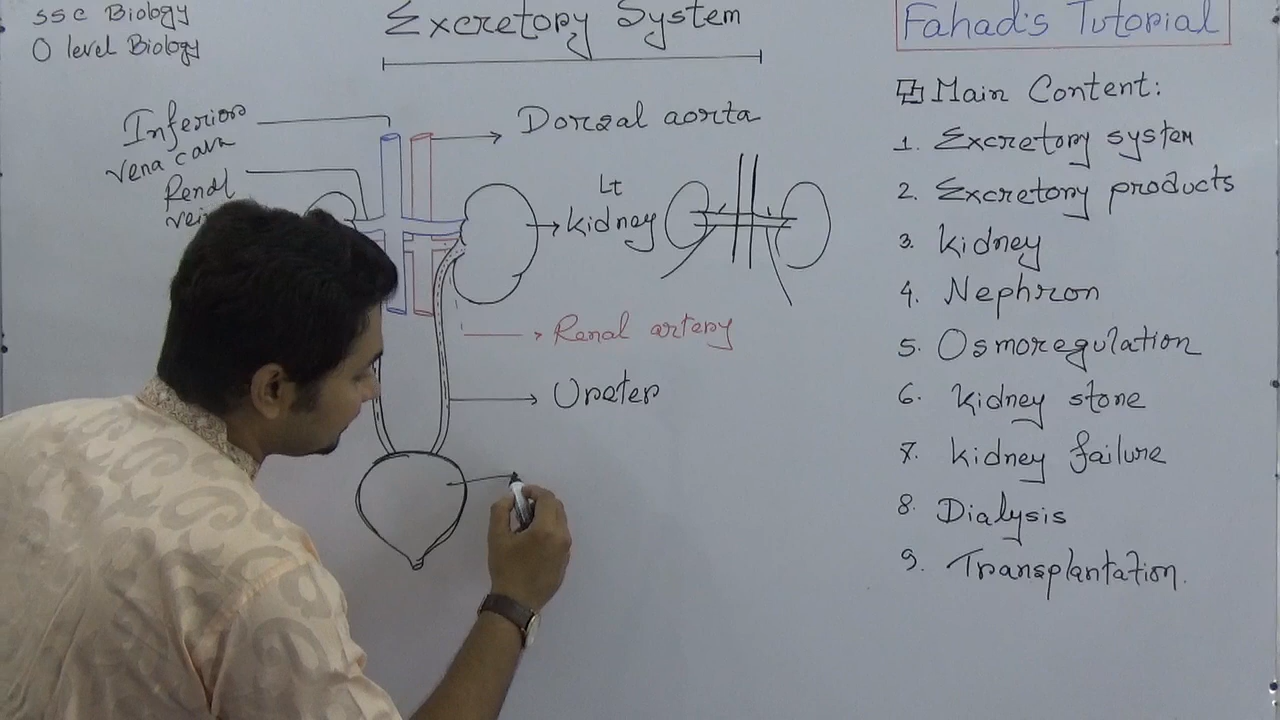 SSC Biology
O level Biology
Excretory System
Fahad's Tutorial
Inferior
vena cava
Renal
vein
Dorsal aorta
Lt
Kidney
Renal artery
Ureter
Main Content:
1. Excretory system
2. Excretory products
3. Kidney
4. Nephron
5. Osmoregulation
6. Kidney stone
7. Kidney failure
8. Dialysis
9. Transplantation.